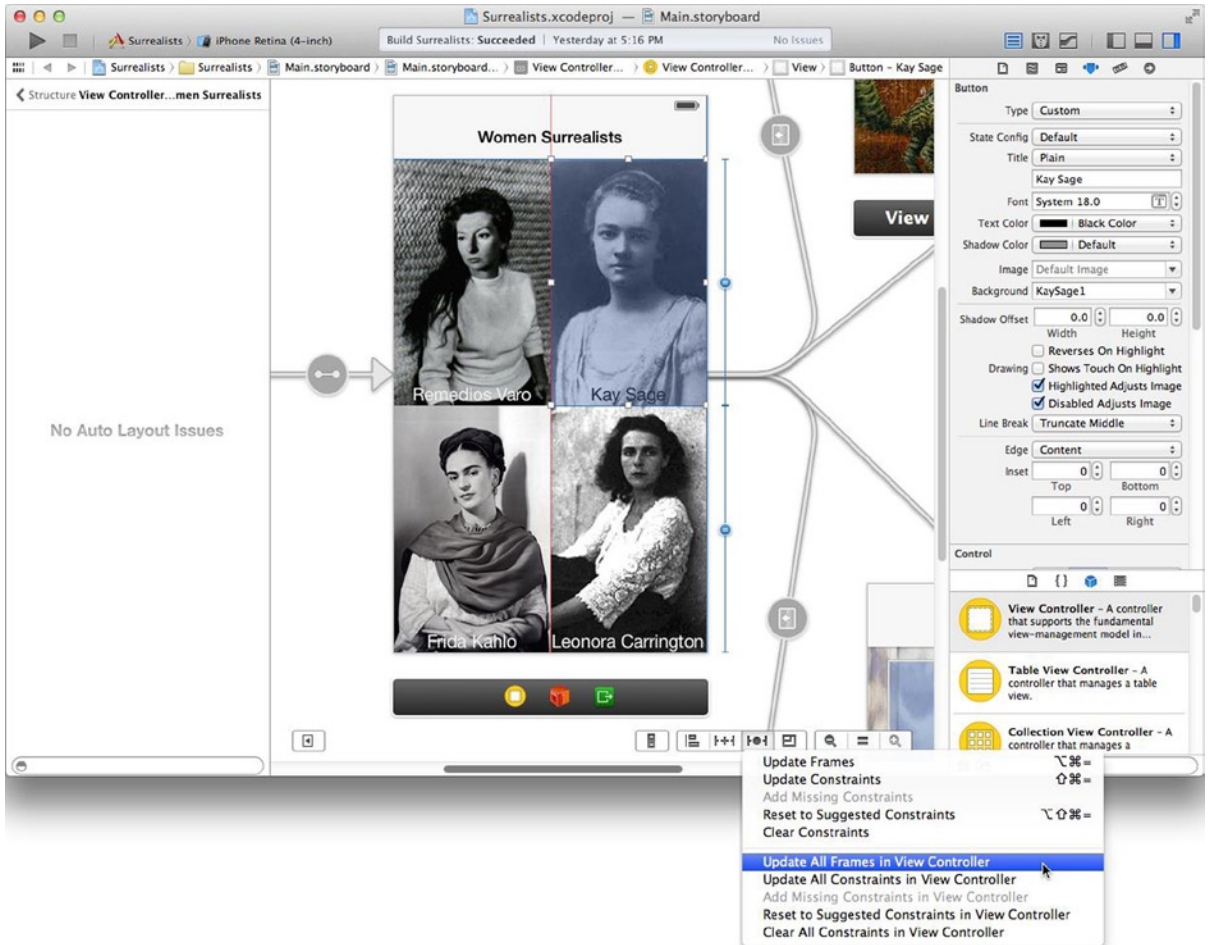 Surrealists.xcodeproj — Main.storyboard
Surrealists iPhone Retina (4-inch)
Build Surrealists: Succeeded | Yesterday at 5:16 PM
No Issues
Surrealists Surrealists Main.storyboard Main.storyboard... View Controller... View Controller... View Button – Kay Sage
Structure View Controller...men Surrealists
No Auto Layout Issues
Women Surrealists
Remedios Varo
Kay Sage
Frida Kahlo
Leonora Carrington
View
Button
Type Custom
State Config Default
Title Plain
Kay Sage
Font System 18.0
Text Color Black Color
Shadow Color Default
Image Default Image
Background KaySage1
Shadow Offset 0.0 0.0
Width Height
Reverses On Highlight
Drawing Shows Touch On Highlight
Highlighted Adjusts Image
Disabled Adjusts Image
Line Break Truncate Middle
Edge Content
Inset 0 0
Top Bottom
0 0
Left Right
Control
View Controller – A controller
that supports the fundamental
view-management model in...
Table View Controller – A
controller that manages a table
view.
Collection View Controller – A
controller that manages a
Update Frames ⌥⌘=
Update Constraints ⇧⌘=
Add Missing Constraints
Reset to Suggested Constraints ⌥⇧⌘=
Clear Constraints
Update All Frames in View Controller
Update All Constraints in View Controller
Add Missing Constraints in View Controller
Reset to Suggested Constraints in View Controller
Clear All Constraints in View Controller